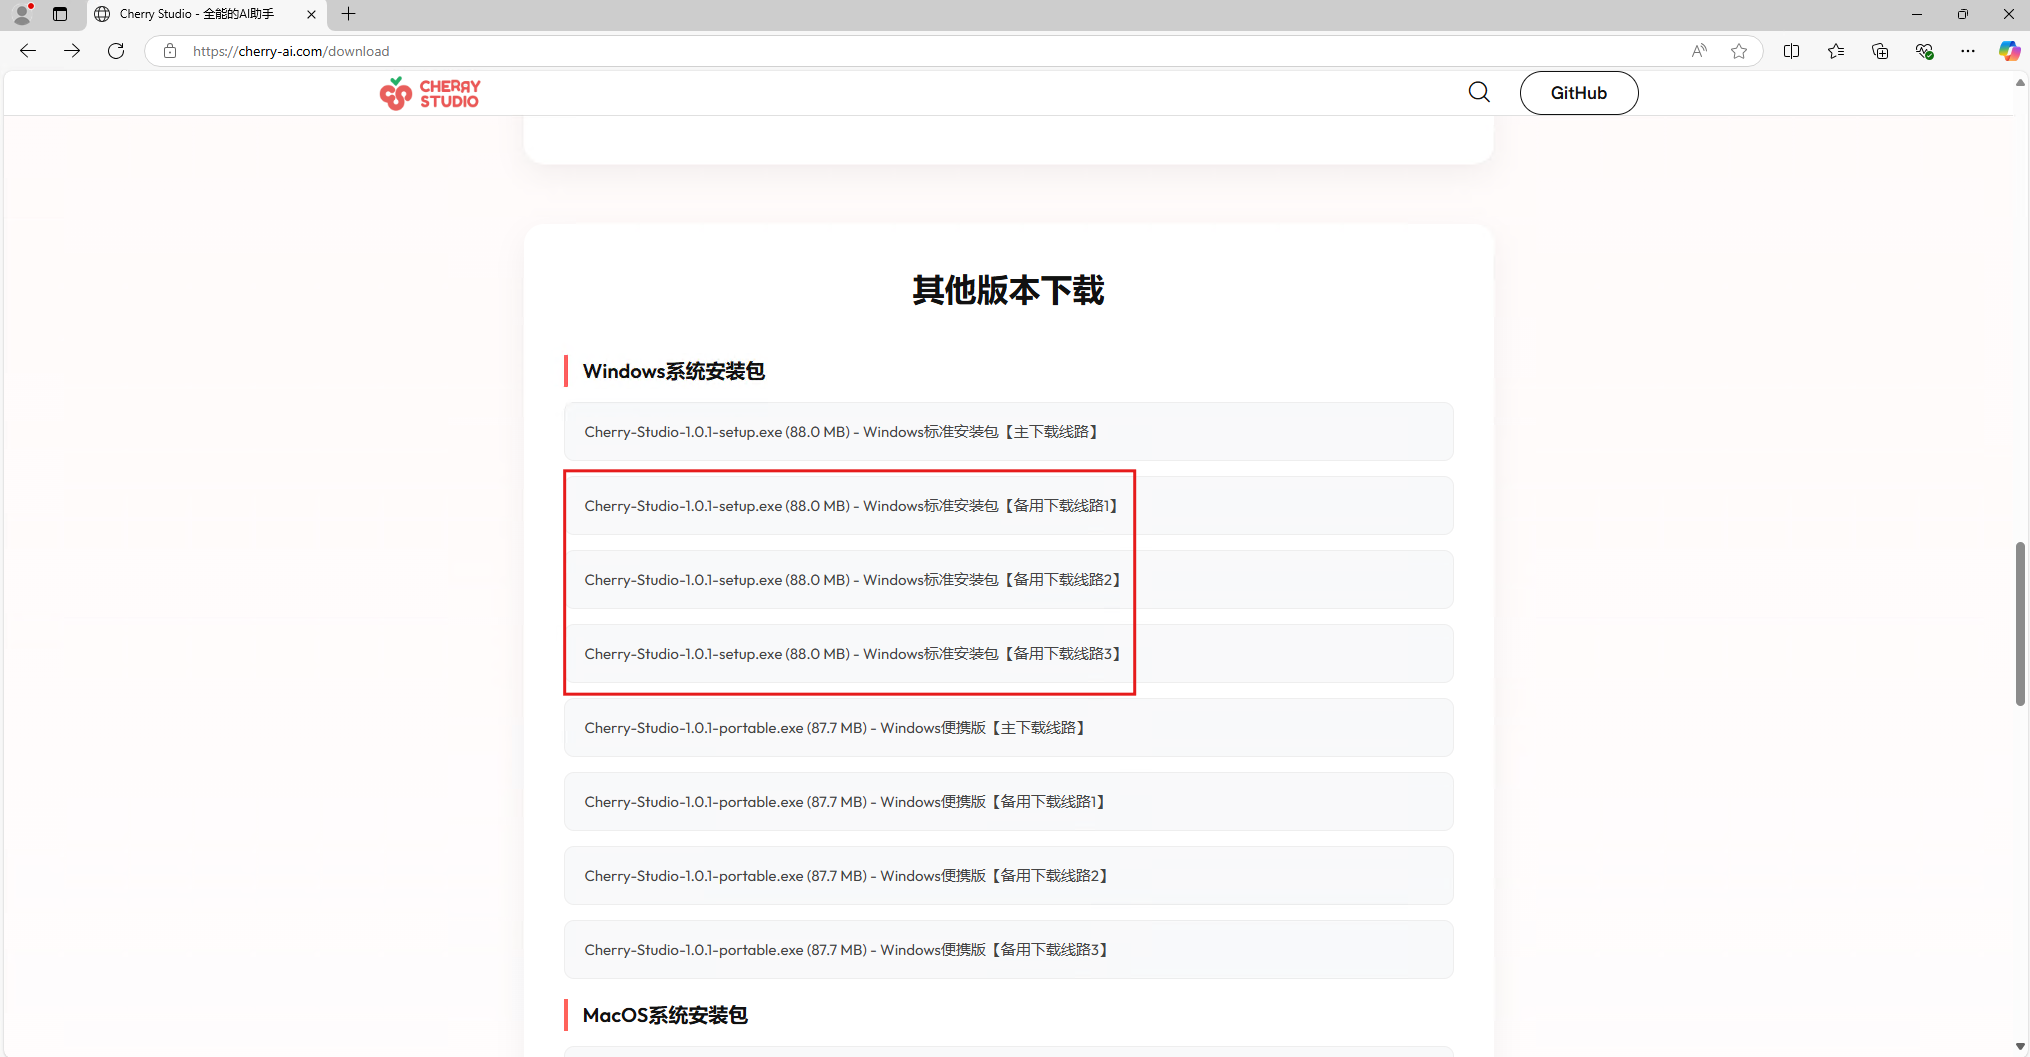 Cherry Studio - 全能的AI助手
https://cherry-ai.com/download
CHERRY
STUDIO
GitHub
其他版本下载
Windows系统安装包
Cherry-Studio-1.0.1-setup.exe (88.0 MB) - Windows标准安装包【主下载线路】
Cherry-Studio-1.0.1-setup.exe (88.0 MB) - Windows标准安装包【备用下载线路1】
Cherry-Studio-1.0.1-setup.exe (88.0 MB) - Windows标准安装包【备用下载线路2】
Cherry-Studio-1.0.1-setup.exe (88.0 MB) - Windows标准安装包【备用下载线路3】
Cherry-Studio-1.0.1-portable.exe (87.7 MB) - Windows便携版【主下载线路】
Cherry-Studio-1.0.1-portable.exe (87.7 MB) - Windows便携版【备用下载线路1】
Cherry-Studio-1.0.1-portable.exe (87.7 MB) - Windows便携版【备用下载线路2】
Cherry-Studio-1.0.1-portable.exe (87.7 MB) - Windows便携版【备用下载线路3】
MacOS系统安装包